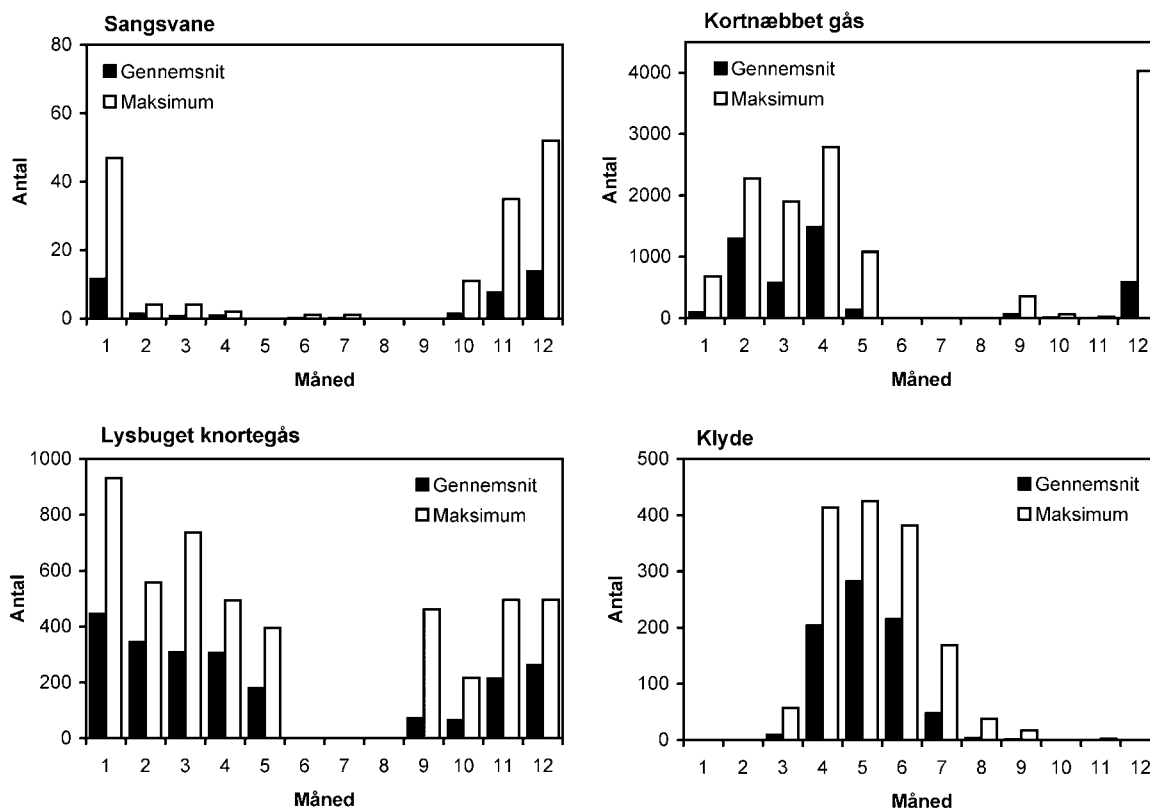 Sangsvane
80
60
40
20
0
Antal
Gennemsnit
Maksimum
1 2 3 4 5 6 7 8 9 10 11 12
Måned
Kortnæbbet gås
4000
3000
2000
1000
0
Antal
Gennemsnit
Maksimum
1 2 3 4 5 6 7 8 9 10 11 12
Måned
Lysbuget knortegås
1000
800
600
400
200
0
Antal
Gennemsnit
Maksimum
1 2 3 4 5 6 7 8 9 10 11 12
Måned
Klyde
500
400
300
200
100
0
Antal
Gennemsnit
Maksimum
1 2 3 4 5 6 7 8 9 10 11 12
Måned